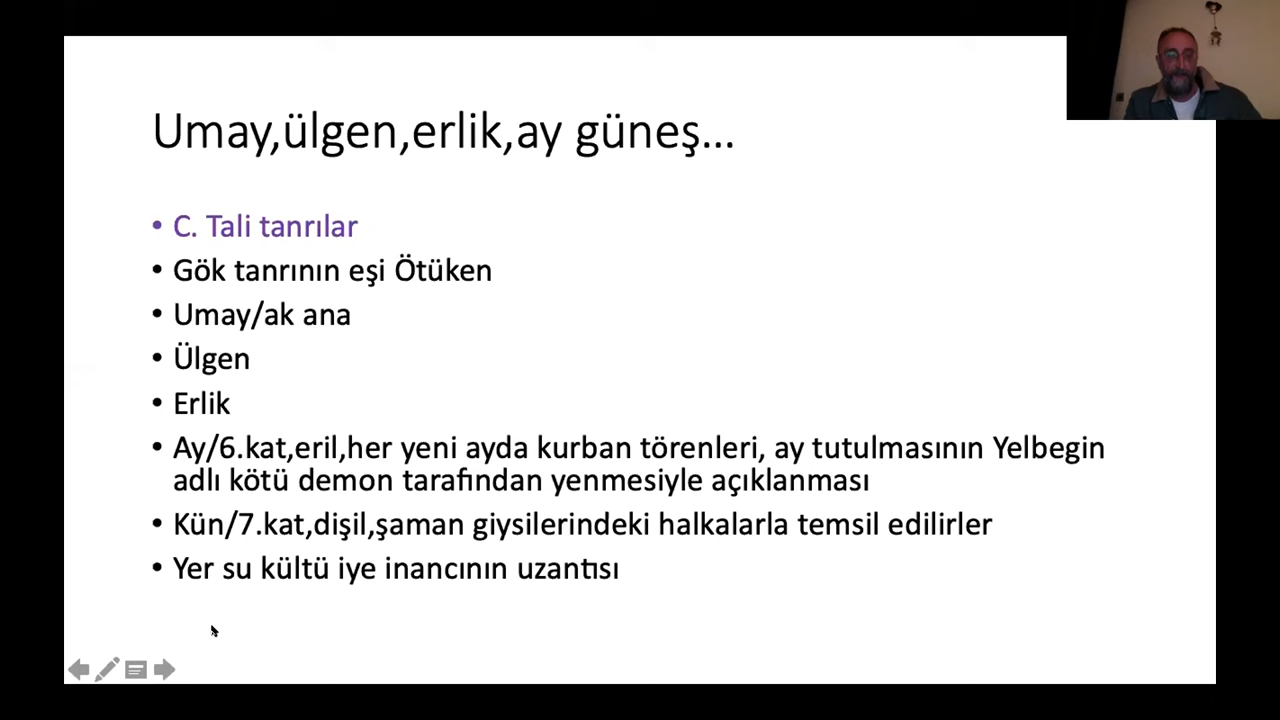 Umay,ülgen,erlik,ay güneş...
• C. Tali tanrılar
• Gök tanrının eşi Ötüken
• Umay/ak ana
• Ülgen
• Erlik
• Ay/6.kat,eril,her yeni ayda kurban törenleri, ay tutulmasının Yelbegin
adlı kötü demon tarafından yenmesiyle açıklanması
• Kün/7.kat,dişil,şaman giysilerindeki halkalarla temsil edilirler
• Yer su kültü iye inancının uzantısı